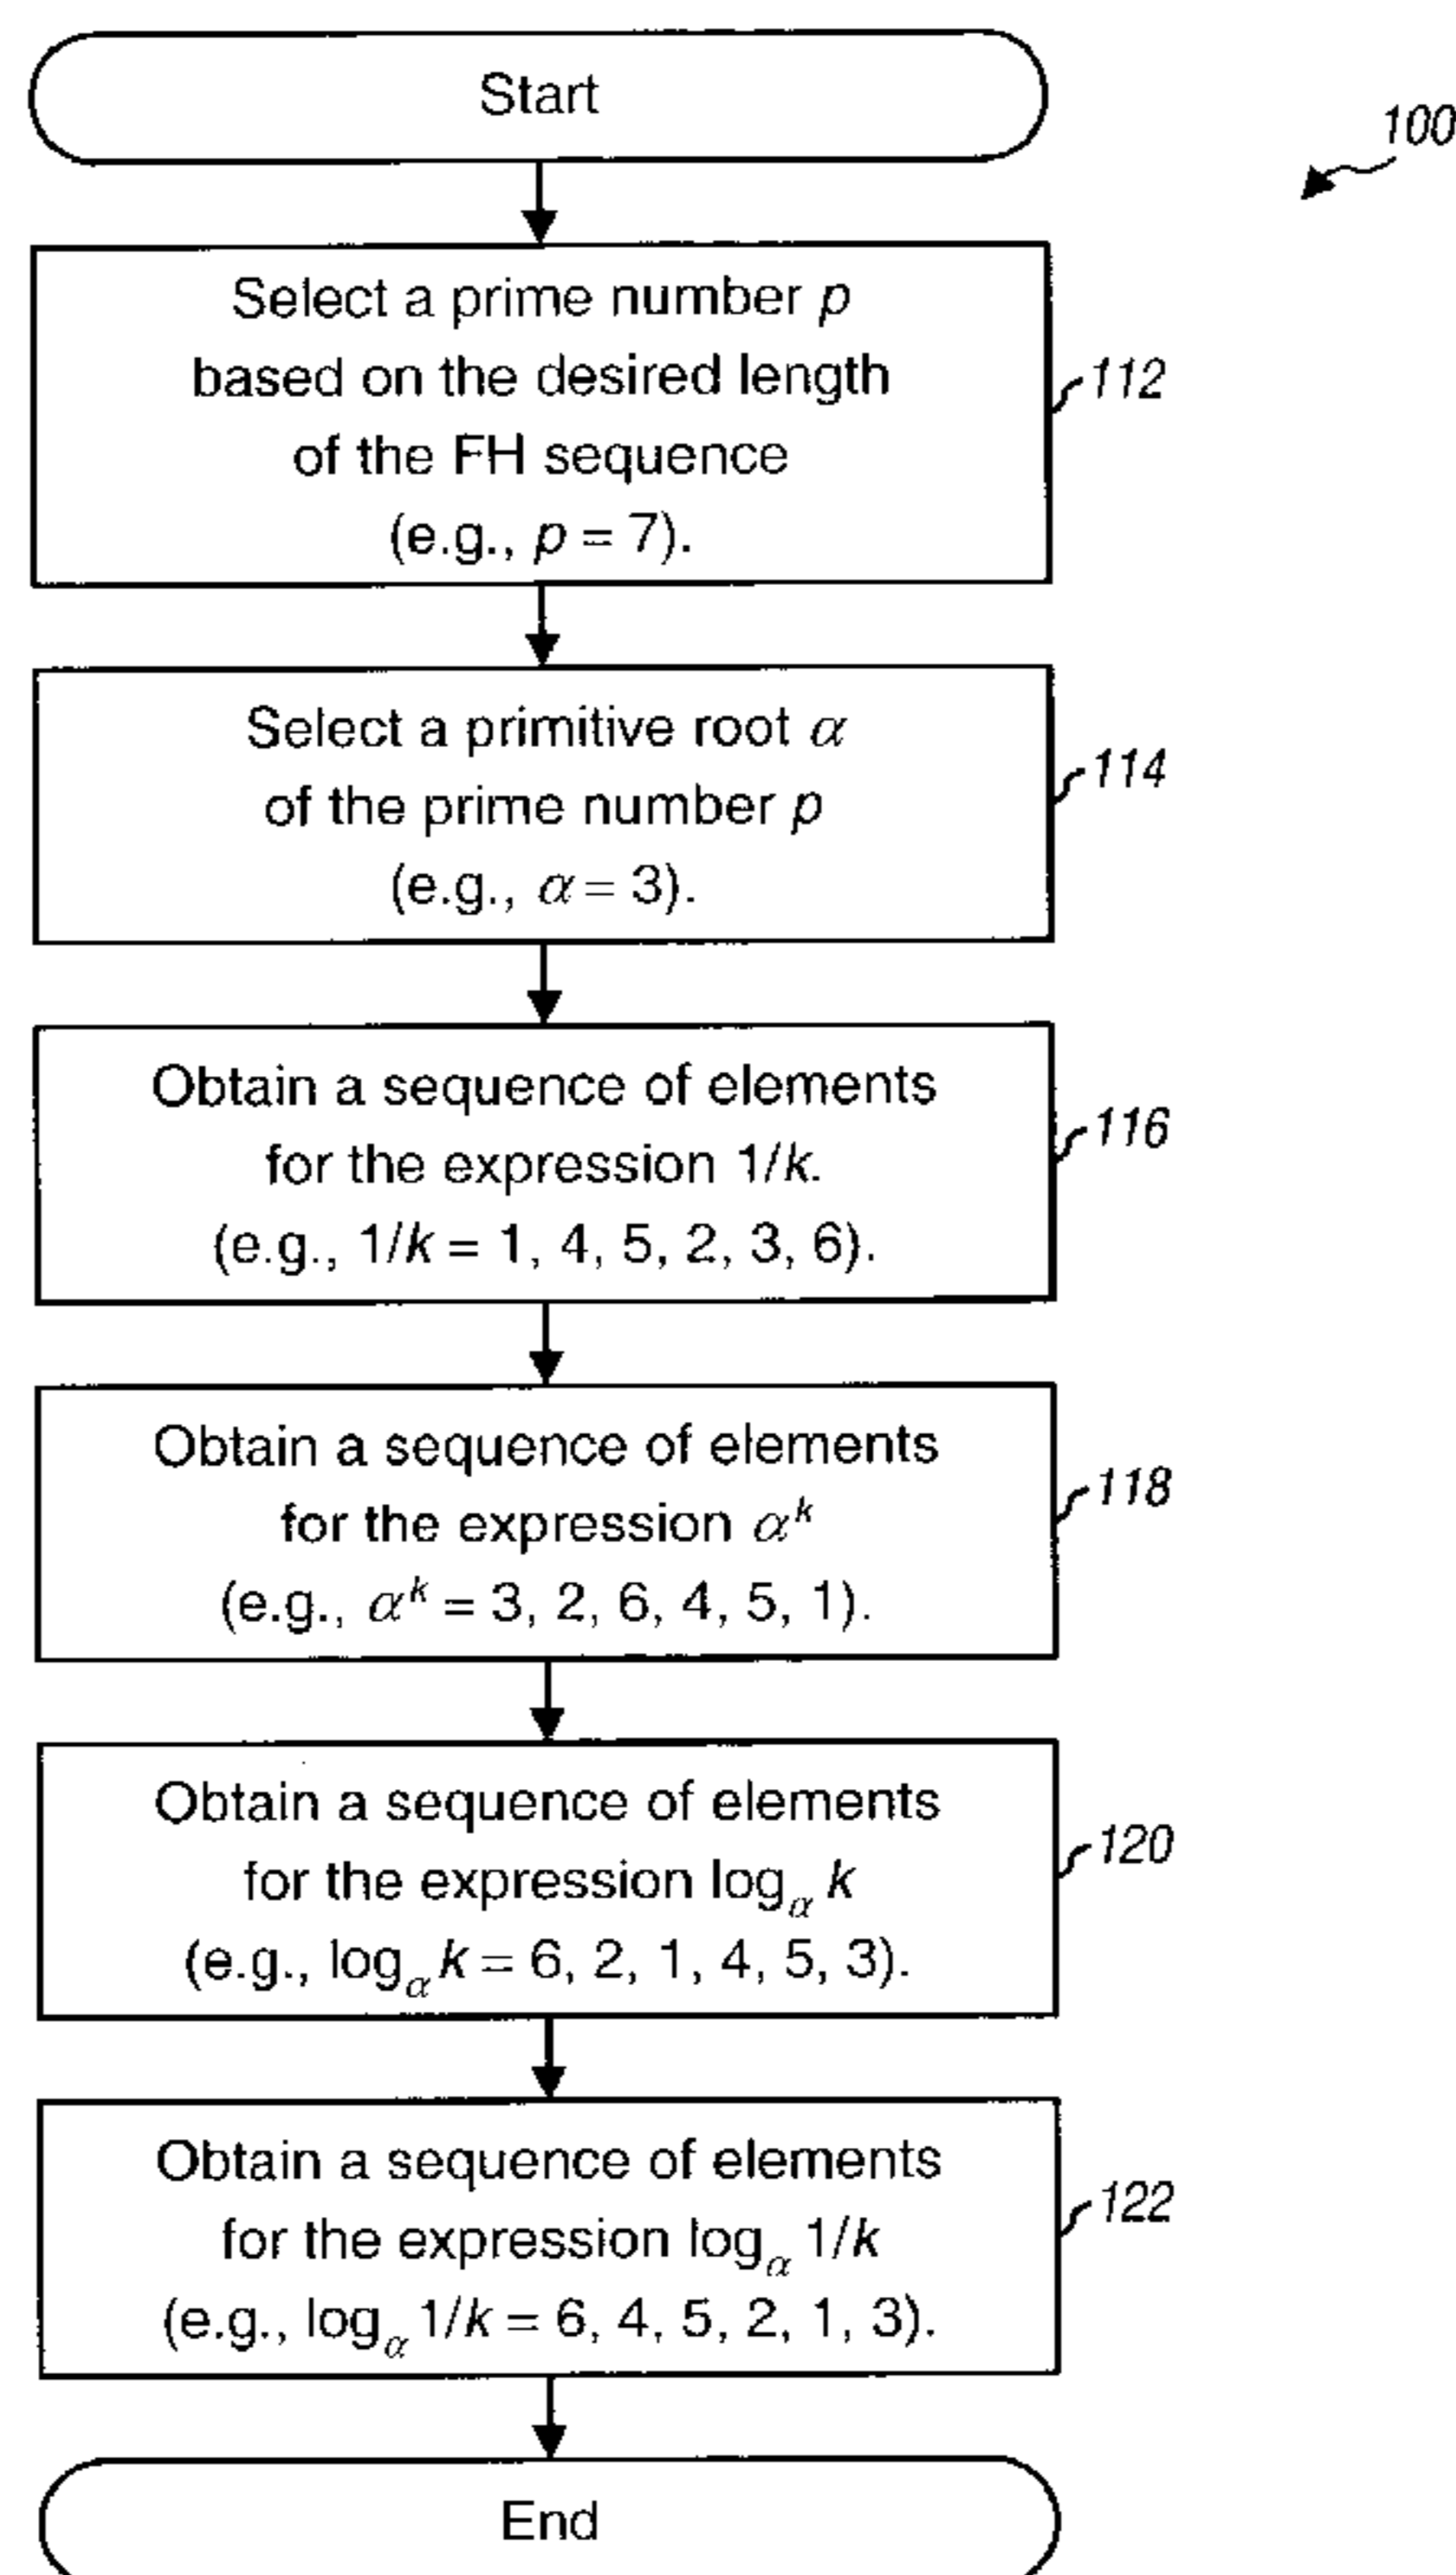 Start
100
Select a prime number p
based on the desired length
of the FH sequence
(e.g., p = 7).
112
Select a primitive root α
of the prime number p
(e.g., α = 3).
114
Obtain a sequence of elements
for the expression 1/k.
(e.g., 1/k = 1, 4, 5, 2, 3, 6).
116
Obtain a sequence of elements
for the expression αᵏ
(e.g., αᵏ = 3, 2, 6, 4, 5, 1).
118
Obtain a sequence of elements
for the expression log_α k
(e.g., log_α k = 6, 2, 1, 4, 5, 3).
120
Obtain a sequence of elements
for the expression log_α 1/k
(e.g., log_α 1/k = 6, 4, 5, 2, 1, 3).
122
End